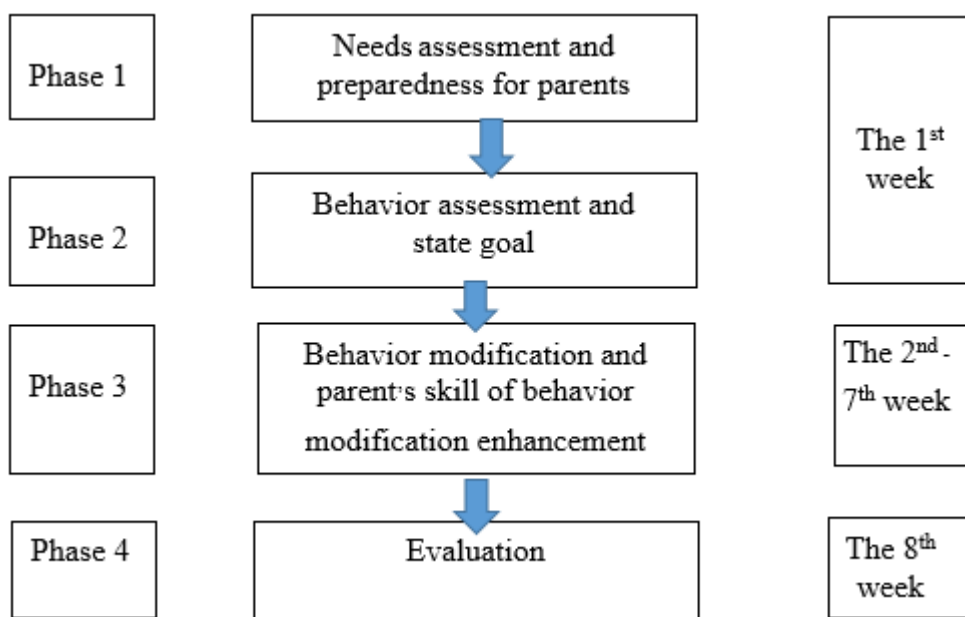 Phase 1
Needs assessment and
preparedness for parents
The 1st
week
Phase 2
Behavior assessment and
state goal
Phase 3
Behavior modification and
parent's skill of behavior
modification enhancement
The 2nd -
7th week
Phase 4
Evaluation
The 8th
week